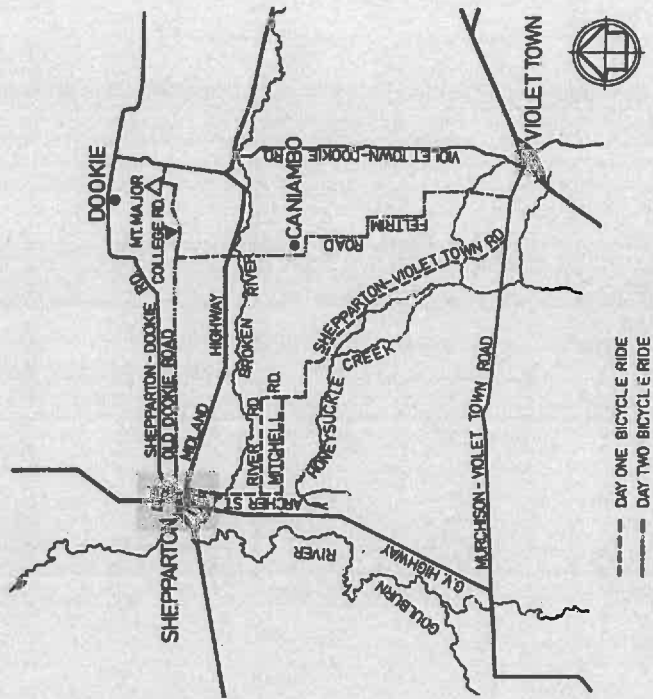 DOOKIE
MT. MAJOR
COLLEGE RD.
SHEPPARTON - DOOKIE RD.
OLD DOOKIE ROAD
MIDLAND HIGHWAY
BROKEN RIVER
SHEPPARTON
CANIAMBO
VIOLET TOWN - DOOKIE RD
FELTRIM ROAD
SHEPPARTON - VIOLET TOWN RD
RIVER RD.
MITCHELL RD.
ARCHER ST.
HONEYSUCKLE CREEK
GOULBURN RIVER
G.V. HIGHWAY
MURCHISON - VIOLET TOWN ROAD
VIOLET TOWN
DAY ONE BICYCLE RIDE
DAY TWO BICYCLE RIDE